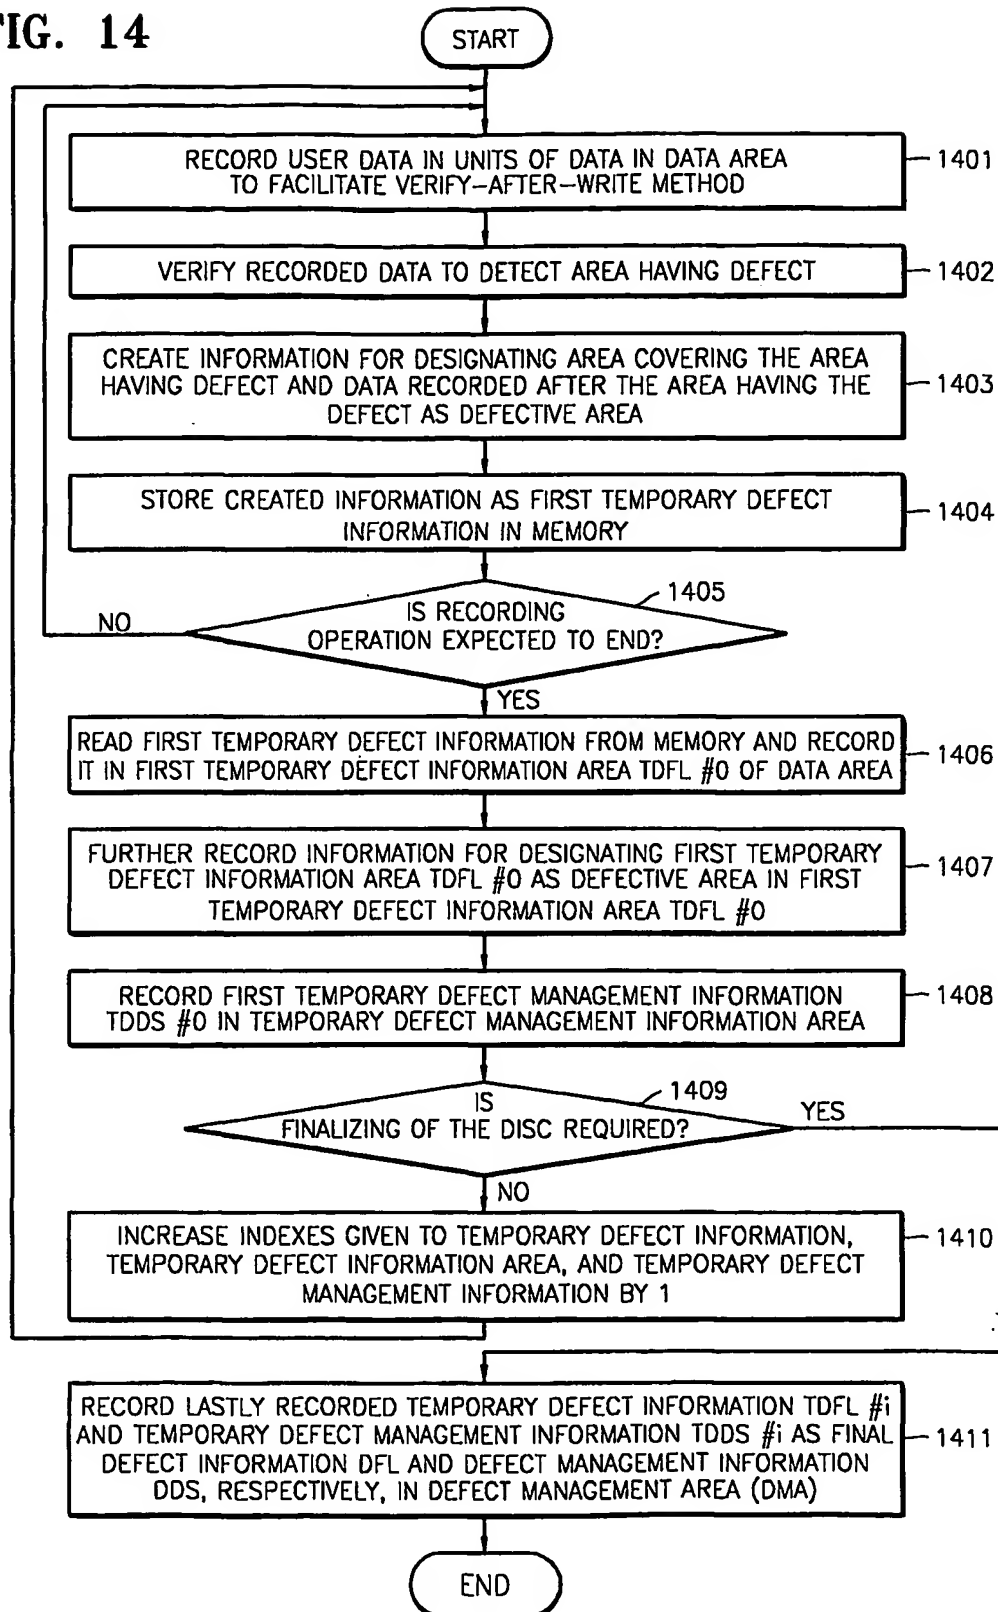 FIG. 14
START
RECORD USER DATA IN UNITS OF DATA IN DATA AREA
TO FACILITATE VERIFY-AFTER-WRITE METHOD
1401
VERIFY RECORDED DATA TO DETECT AREA HAVING DEFECT
1402
CREATE INFORMATION FOR DESIGNATING AREA COVERING THE AREA
HAVING DEFECT AND DATA RECORDED AFTER THE AREA HAVING THE
DEFECT AS DEFECTIVE AREA
1403
STORE CREATED INFORMATION AS FIRST TEMPORARY DEFECT
INFORMATION IN MEMORY
1404
1405
IS RECORDING
OPERATION EXPECTED TO END?
NO
YES
READ FIRST TEMPORARY DEFECT INFORMATION FROM MEMORY AND RECORD
IT IN FIRST TEMPORARY DEFECT INFORMATION AREA TDFL #0 OF DATA AREA
1406
FURTHER RECORD INFORMATION FOR DESIGNATING FIRST TEMPORARY
DEFECT INFORMATION AREA TDFL #0 AS DEFECTIVE AREA IN FIRST
TEMPORARY DEFECT INFORMATION AREA TDFL #0
1407
RECORD FIRST TEMPORARY DEFECT MANAGEMENT INFORMATION
TDDS #0 IN TEMPORARY DEFECT MANAGEMENT INFORMATION AREA
1408
1409
IS
FINALIZING OF THE DISC REQUIRED?
YES
NO
INCREASE INDEXES GIVEN TO TEMPORARY DEFECT INFORMATION,
TEMPORARY DEFECT INFORMATION AREA, AND TEMPORARY DEFECT
MANAGEMENT INFORMATION BY 1
1410
RECORD LASTLY RECORDED TEMPORARY DEFECT INFORMATION TDFL #i
AND TEMPORARY DEFECT MANAGEMENT INFORMATION TDDS #i AS FINAL
DEFECT INFORMATION DFL AND DEFECT MANAGEMENT INFORMATION
DDS, RESPECTIVELY, IN DEFECT MANAGEMENT AREA (DMA)
1411
END